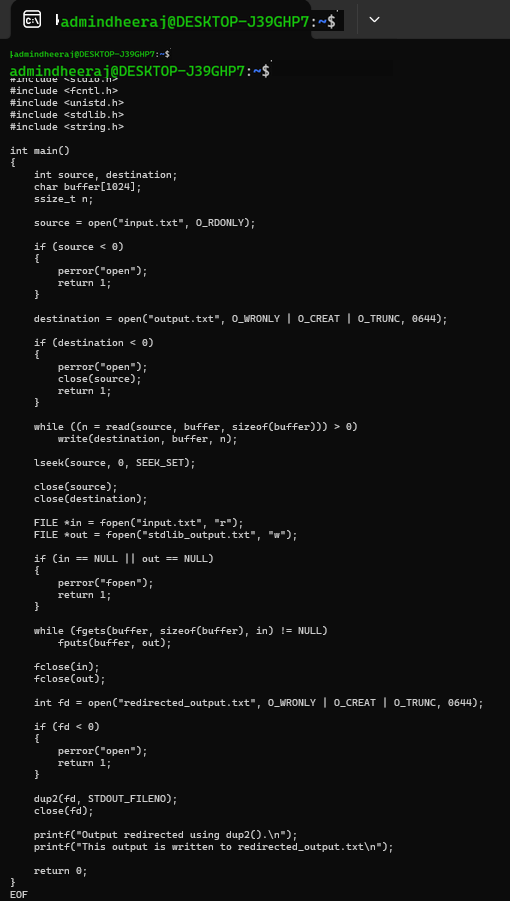 admindheeraj@DESKTOP-J39GHP7:~$
admindheeraj@DESKTOP-J39GHP7:~$
admindheeraj@DESKTOP-J39GHP7:~$
#include <stdio.h>
#include <fcntl.h>
#include <unistd.h>
#include <stdlib.h>
#include <string.h>

int main()
{
    int source, destination;
    char buffer[1024];
    ssize_t n;

    source = open("input.txt", O_RDONLY);

    if (source < 0)
    {
        perror("open");
        return 1;
    }

    destination = open("output.txt", O_WRONLY | O_CREAT | O_TRUNC, 0644);

    if (destination < 0)
    {
        perror("open");
        close(source);
        return 1;
    }

    while ((n = read(source, buffer, sizeof(buffer))) > 0)
        write(destination, buffer, n);

    lseek(source, 0, SEEK_SET);

    close(source);
    close(destination);

    FILE *in = fopen("input.txt", "r");
    FILE *out = fopen("stdlib_output.txt", "w");

    if (in == NULL || out == NULL)
    {
        perror("fopen");
        return 1;
    }

    while (fgets(buffer, sizeof(buffer), in) != NULL)
        fputs(buffer, out);

    fclose(in);
    fclose(out);

    int fd = open("redirected_output.txt", O_WRONLY | O_CREAT | O_TRUNC, 0644);

    if (fd < 0)
    {
        perror("open");
        return 1;
    }

    dup2(fd, STDOUT_FILENO);
    close(fd);

    printf("Output redirected using dup2().\n");
    printf("This output is written to redirected_output.txt\n");

    return 0;
}
EOF